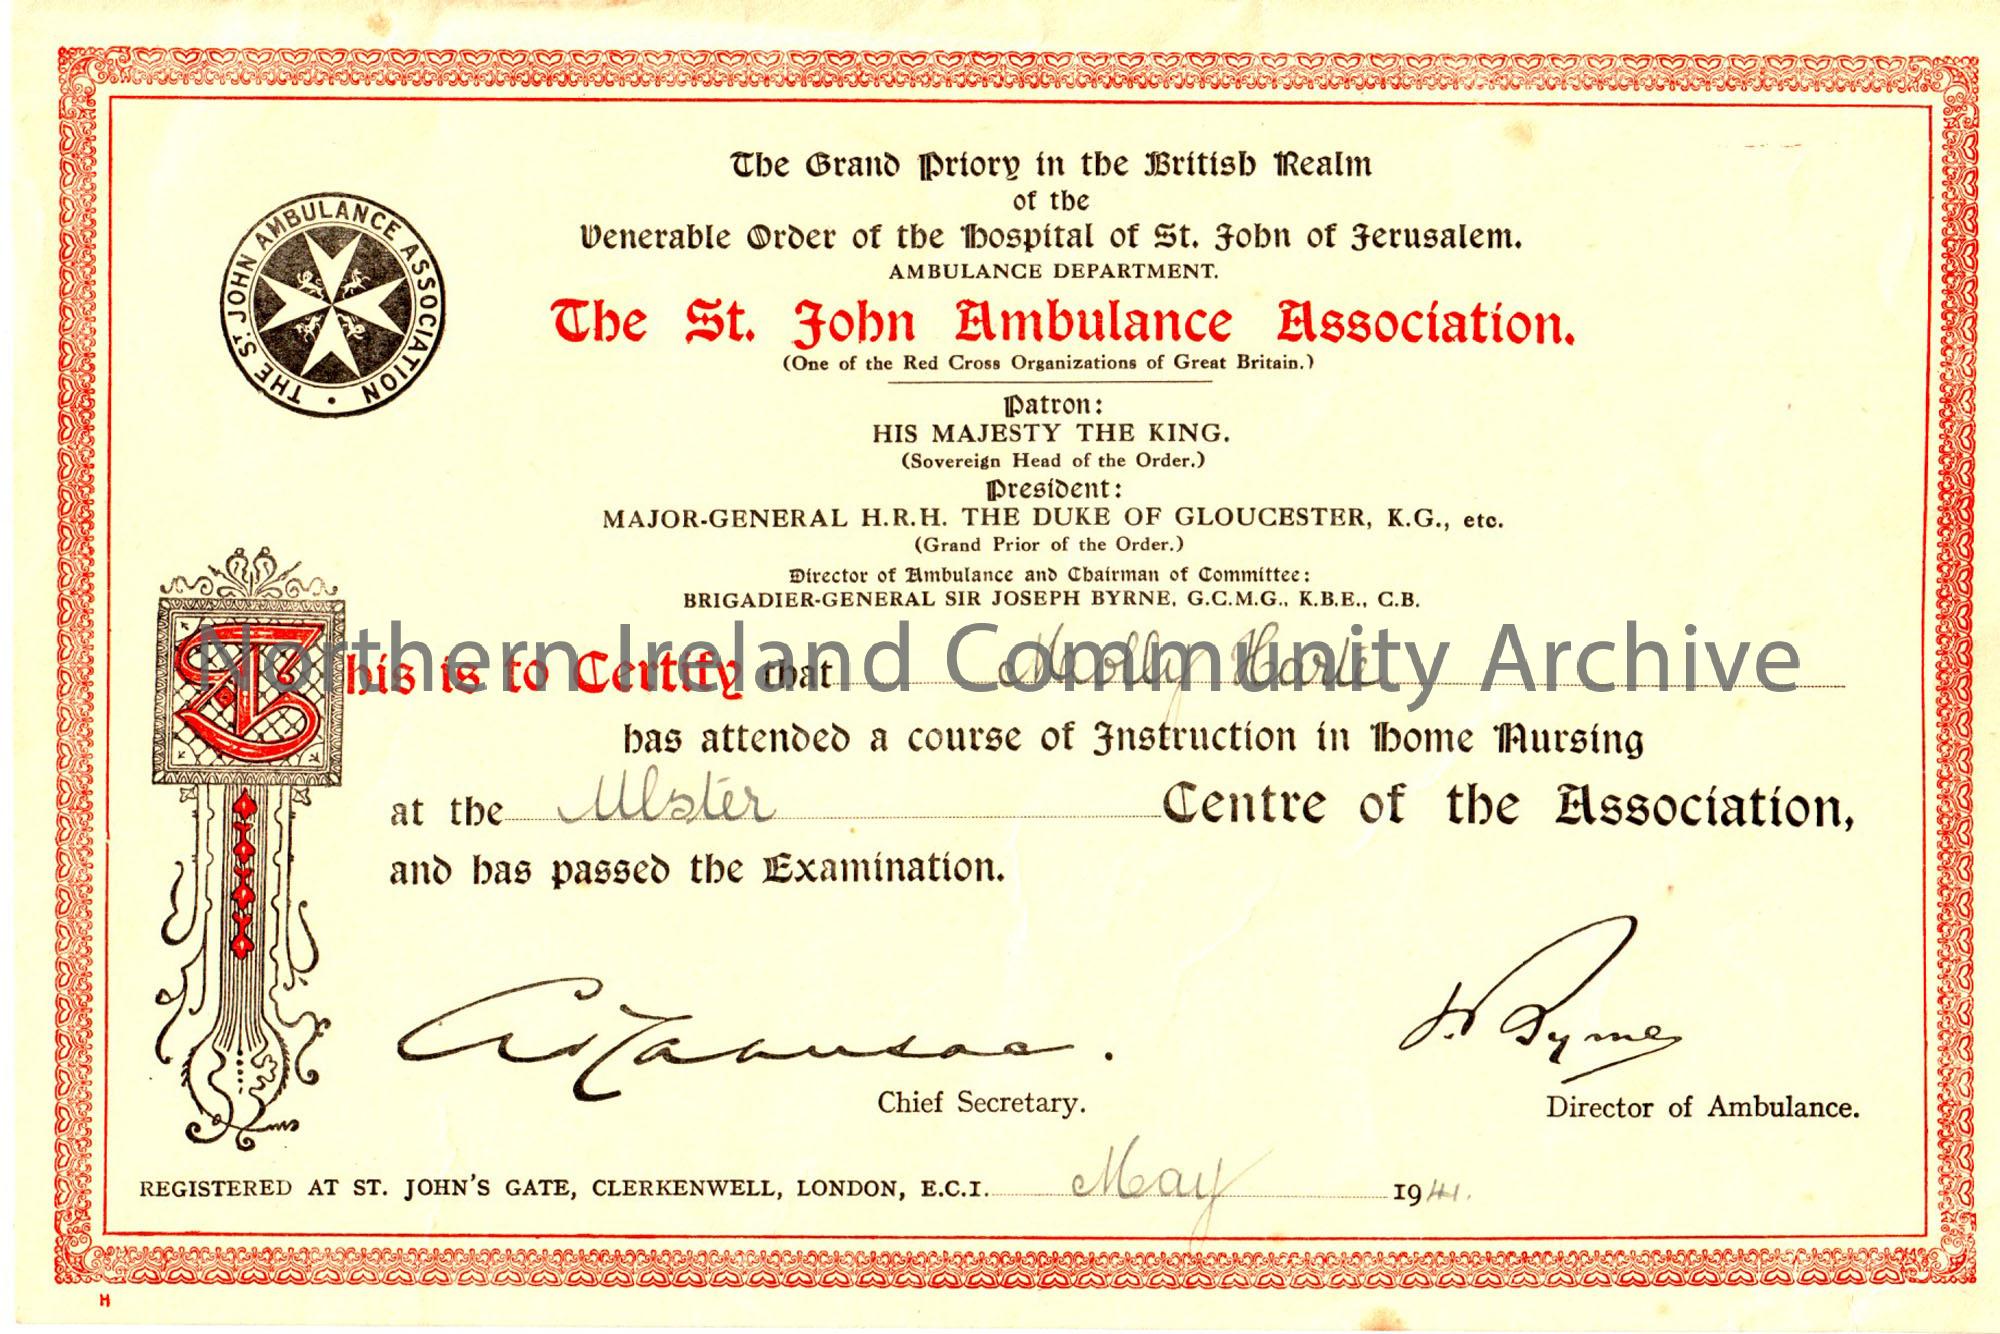 The Grand Priory in the British Realm
of the
Venerable Order of the Hospital of St. John of Jerusalem.
AMBULANCE DEPARTMENT.
The St. John Ambulance Association.
(One of the Red Cross Organizations of Great Britain.)
THE ST. JOHN AMBULANCE ASSOCIATION •
Patron:
HIS MAJESTY THE KING.
(Sovereign Head of the Order.)
President:
MAJOR-GENERAL H.R.H. THE DUKE OF GLOUCESTER, K.G., etc.
(Grand Prior of the Order.)
Director of Ambulance and Chairman of Committee:
BRIGADIER-GENERAL SIR JOSEPH BYRNE, G.C.M.G., K.B.E., C.B.
This is to Certify that Molly Harte
Northern Ireland Community Archive
has attended a course of Instruction in Home Nursing
at the Ulster Centre of the Association,
and has passed the Examination.
Byrne
Chief Secretary.
Director of Ambulance.
REGISTERED AT ST. JOHN'S GATE, CLERKENWELL, LONDON, E.C.1. May 1941.
H